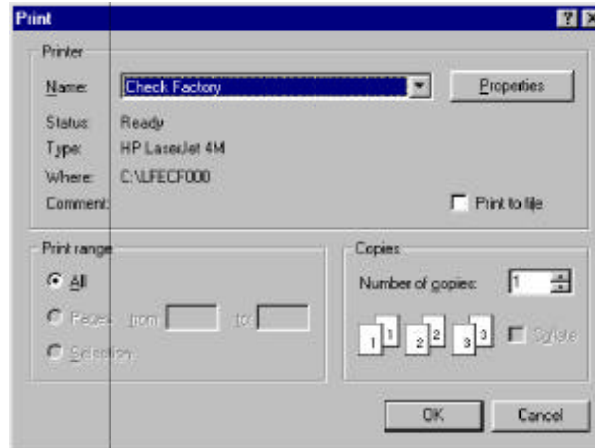 Print
Printer
Name: Check Factory Properties
Status: Ready
Type: HP LaserJet 4M
Where: C:\LFECF000
Comment:
Print to file
Print range
All
Pages from: to:
Selection
Copies
Number of copies: 1
1 1 2 2 3 3
OK Cancel